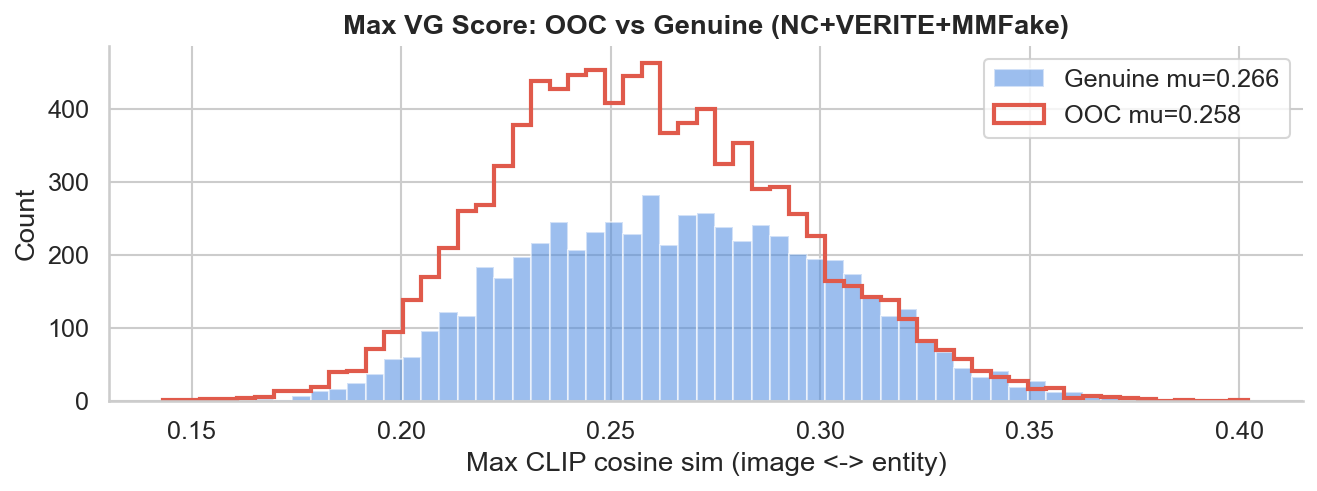 Max VG Score: OOC vs Genuine (NC+VERITE+MMFake)
Genuine mu=0.266
OOC mu=0.258
Count
400
300
200
100
0
0.15 0.20 0.25 0.30 0.35 0.40
Max CLIP cosine sim (image <-> entity)